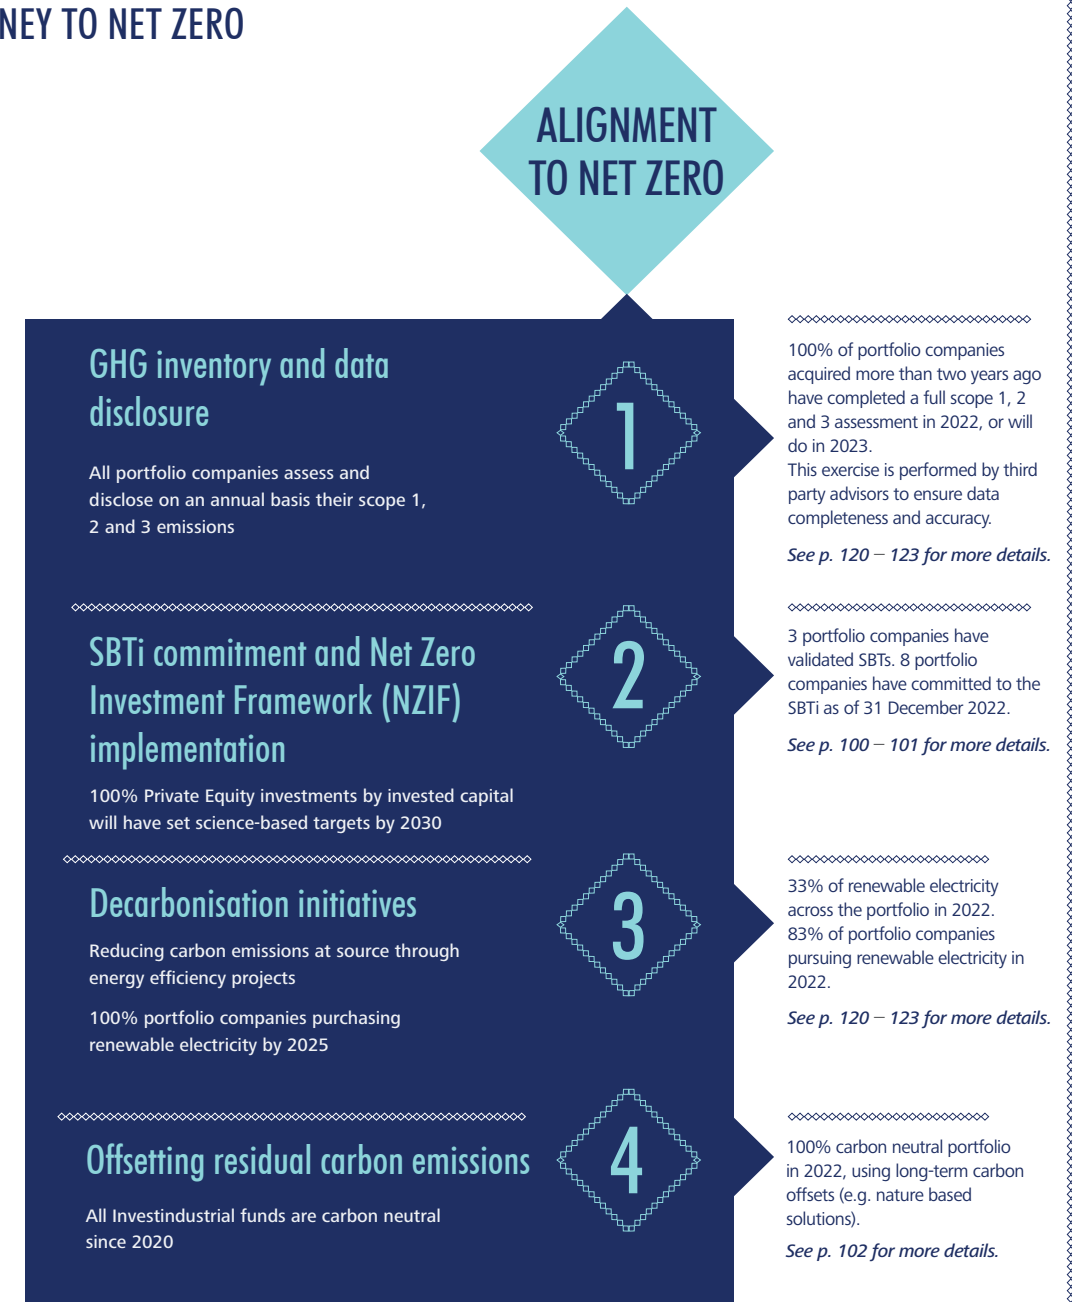 NEY TO NET ZERO
ALIGNMENT
TO NET ZERO
GHG inventory and data
disclosure
All portfolio companies assess and
disclose on an annual basis their scope 1,
2 and 3 emissions
1
100% of portfolio companies
acquired more than two years ago
have completed a full scope 1, 2
and 3 assessment in 2022, or will
do in 2023.
This exercise is performed by third
party advisors to ensure data
completeness and accuracy.
See p. 120 – 123 for more details.
SBTi commitment and Net Zero
Investment Framework (NZIF)
implementation
100% Private Equity investments by invested capital
will have set science-based targets by 2030
2
3 portfolio companies have
validated SBTs. 8 portfolio
companies have committed to the
SBTi as of 31 December 2022.
See p. 100 – 101 for more details.
Decarbonisation initiatives
Reducing carbon emissions at source through
energy efficiency projects
100% portfolio companies purchasing
renewable electricity by 2025
3
33% of renewable electricity
across the portfolio in 2022.
83% of portfolio companies
pursuing renewable electricity in
2022.
See p. 120 – 123 for more details.
Offsetting residual carbon emissions
All Investindustrial funds are carbon neutral
since 2020
4
100% carbon neutral portfolio
in 2022, using long-term carbon
offsets (e.g. nature based
solutions).
See p. 102 for more details.